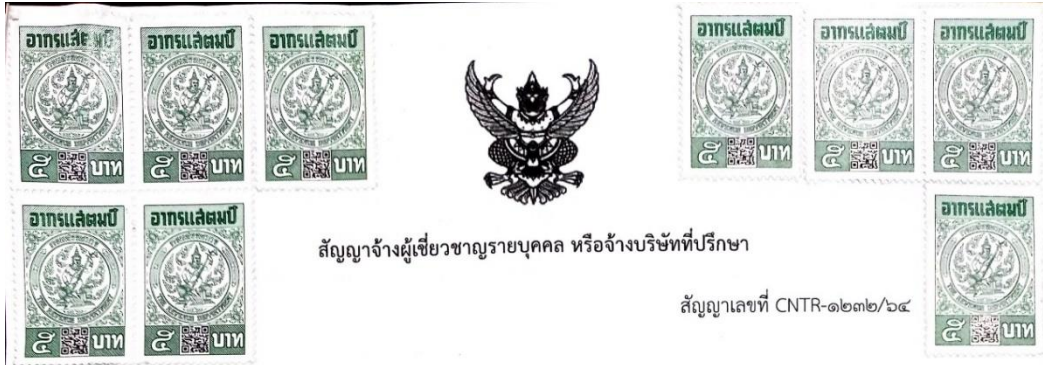 อากรแสตมป์ อากรแสตมป์ อากรแสตมป์ อากรแสตมป์ อากรแสตมป์ อากรแสตมป์
๕ บาท ๕ บาท ๕ บาท ๕ บาท ๕ บาท ๕ บาท
อากรแสตมป์ อากรแสตมป์ อากรแสตมป์
สัญญาจ้างผู้เชี่ยวชาญรายบุคคล หรือจ้างบริษัทที่ปรึกษา
สัญญาเลขที่ CNTR-๑๒๓๒/๖๔
๕ บาท ๕ บาท ๕ บาท